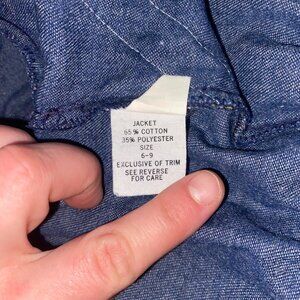 JACKET
65% COTTON
35% POLYESTER
SIZE
6-9
EXCLUSIVE OF TRIM
SEE REVERSE
FOR CARE